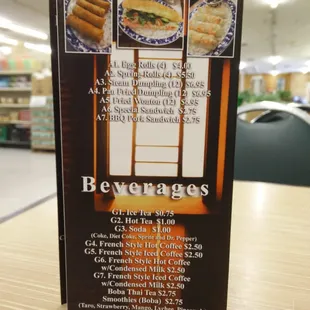 A1. Egg Rolls (4) $4.03
A2. Spring Rolls (4) $5.50
A3. Steam Dumpling (12) $6.95
A4. Pan Fried Dumpling (12) $6.95
A5 Fried Wonton (12) $6.95
A6 Special Sandwich $2.75
A7. BBQ Pork Sandwich $2.75
Beverages
G1. Ice Tea $0.75
G2. Hot Tea $1.00
G3. Soda $1.00
(Coke, Diet Coke, Sprite and Dr. Pepper)
G4. French Style Hot Coffee $2.50
G5. French Style Iced Coffee $2.50
G6. French Style Hot Coffee
w/Condensed Milk $2.50
G7. French Style Iced Coffee
w/Condensed Milk $2.50
Boba Thai Tea $2.75
Smoothies (Boba) $2.75
(Taro, Strawberry, Mango, Lychee,